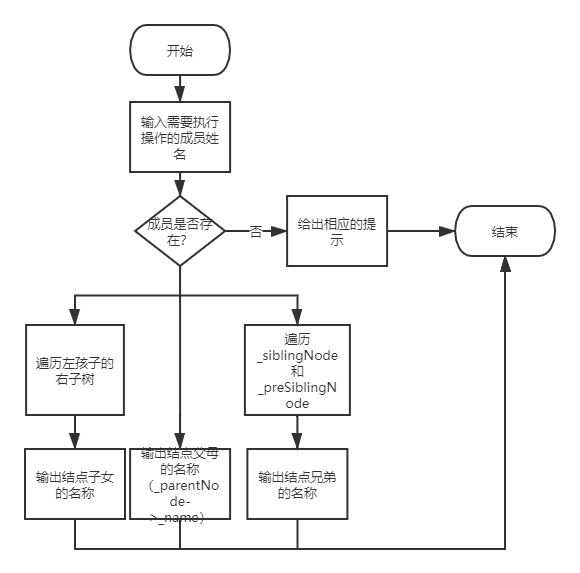 开始
输入需要执行
操作的成员姓
名
成员是否存
在?
否
给出相应的提
示
结束
遍历左孩子的
右子树
遍历
_siblingNode
和
_preSiblingN
ode
输出结点子女
的名称
输出结点父母
的名称
（_parentNo
de-
>_name）
输出结点兄弟
的名称